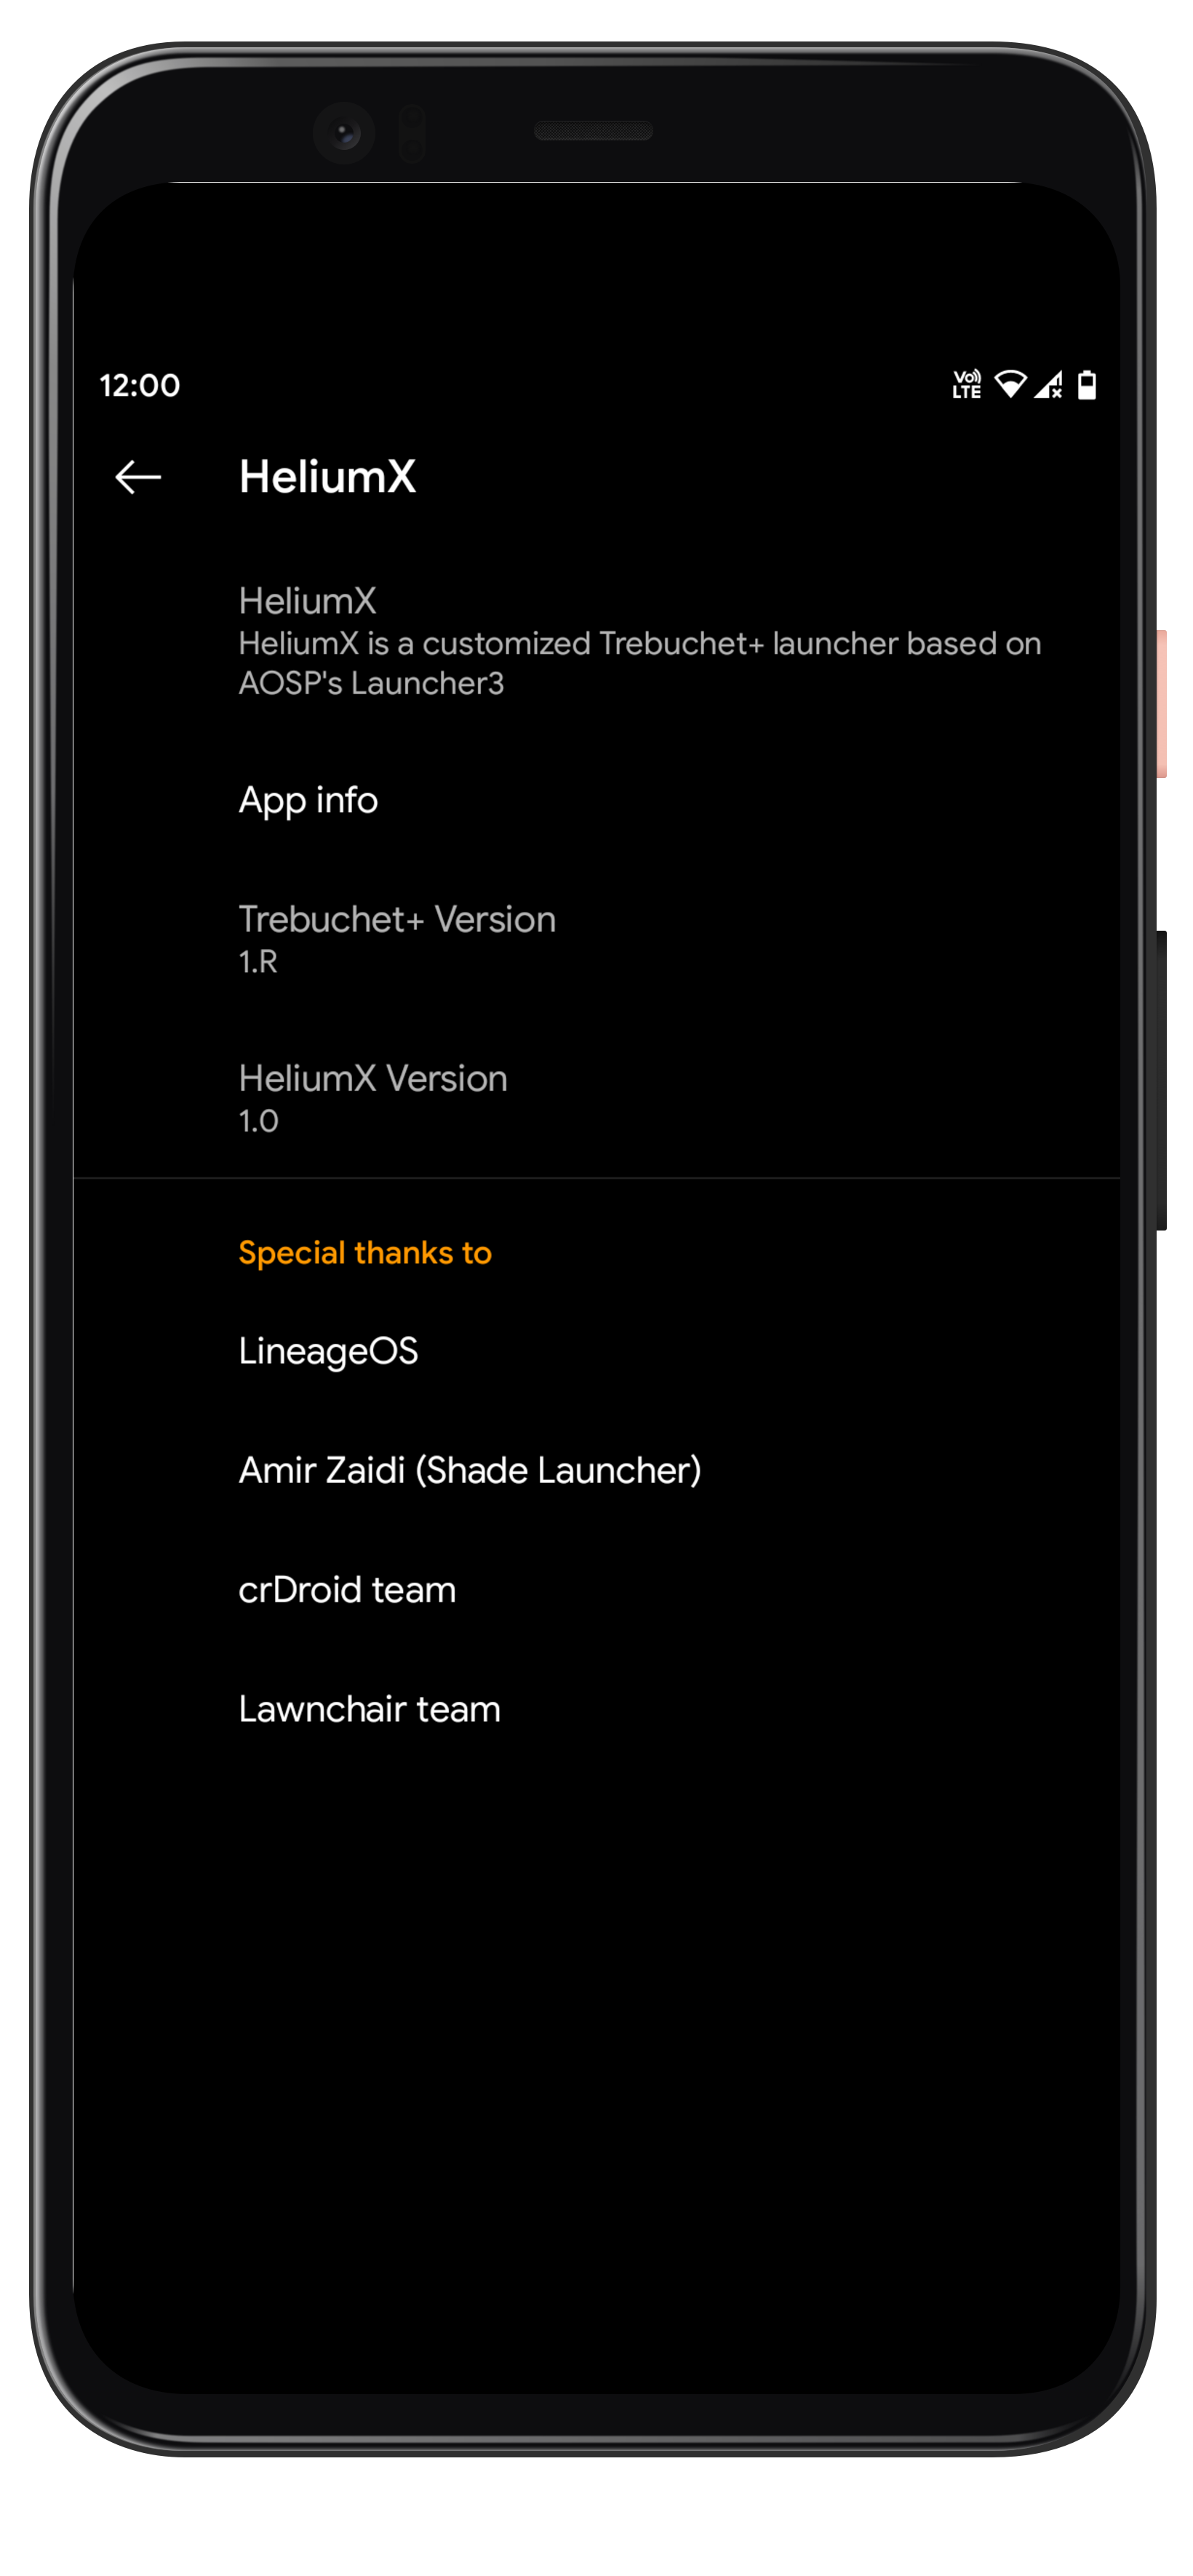 12:00
Vo)) LTE
HeliumX
HeliumX
HeliumX is a customized Trebuchet+ launcher based on
AOSP's Launcher3
App info
Trebuchet+ Version
1.R
HeliumX Version
1.0
Special thanks to
LineageOS
Amir Zaidi (Shade Launcher)
crDroid team
Lawnchair team